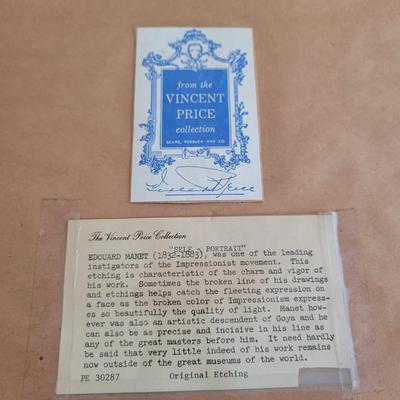 from the
VINCENT
PRICE
collection
SEARS, ROEBUCK AND CO.
Vincent Price
The Vincent Price Collection
"SELF - PORTRAIT"
EDOUARD MANET (1832-1883), was one of the leading
instigators of the Impressionist movement. This
etching is characteristic of the charm and vigor of
his work. Sometimes the broken line of his drawings
and etchings helps catch the fleeting expression on
a face as the broken color of Impressionism express-
es so beautifully the quality of light. Manet how-
ever was also an artistic descendent of Goya and he
can also be as precise and incisive in his line as
any of the great masters before him. It need hardly
be said that very little indeed of his work remains
now outside of the great museums of the world.
PE 30287 Original Etching